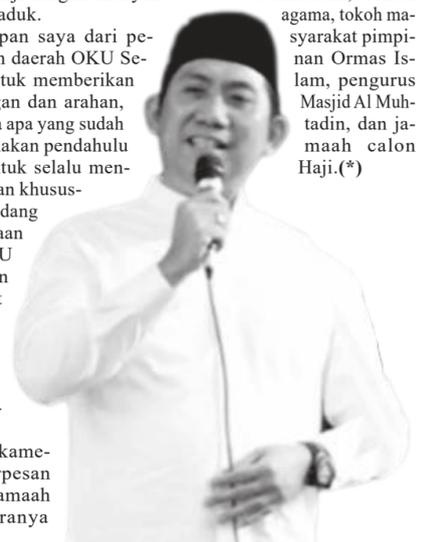 aduk.
pan saya dari pe-
n daerah OKU Se-
tuk memberikan
gan dan arahan,
a apa yang sudah
akan pendahulu
tuk selalu men-
an khusus-
dang
aan
U
n
t
kame-
rpesan
amaah
ranya
agama, tokoh ma-
syarakat pimpi-
nan Ormas Is-
lam, pengurus
Masjid Al Muh-
tadin, dan ja-
maah calon
Haji.(*)